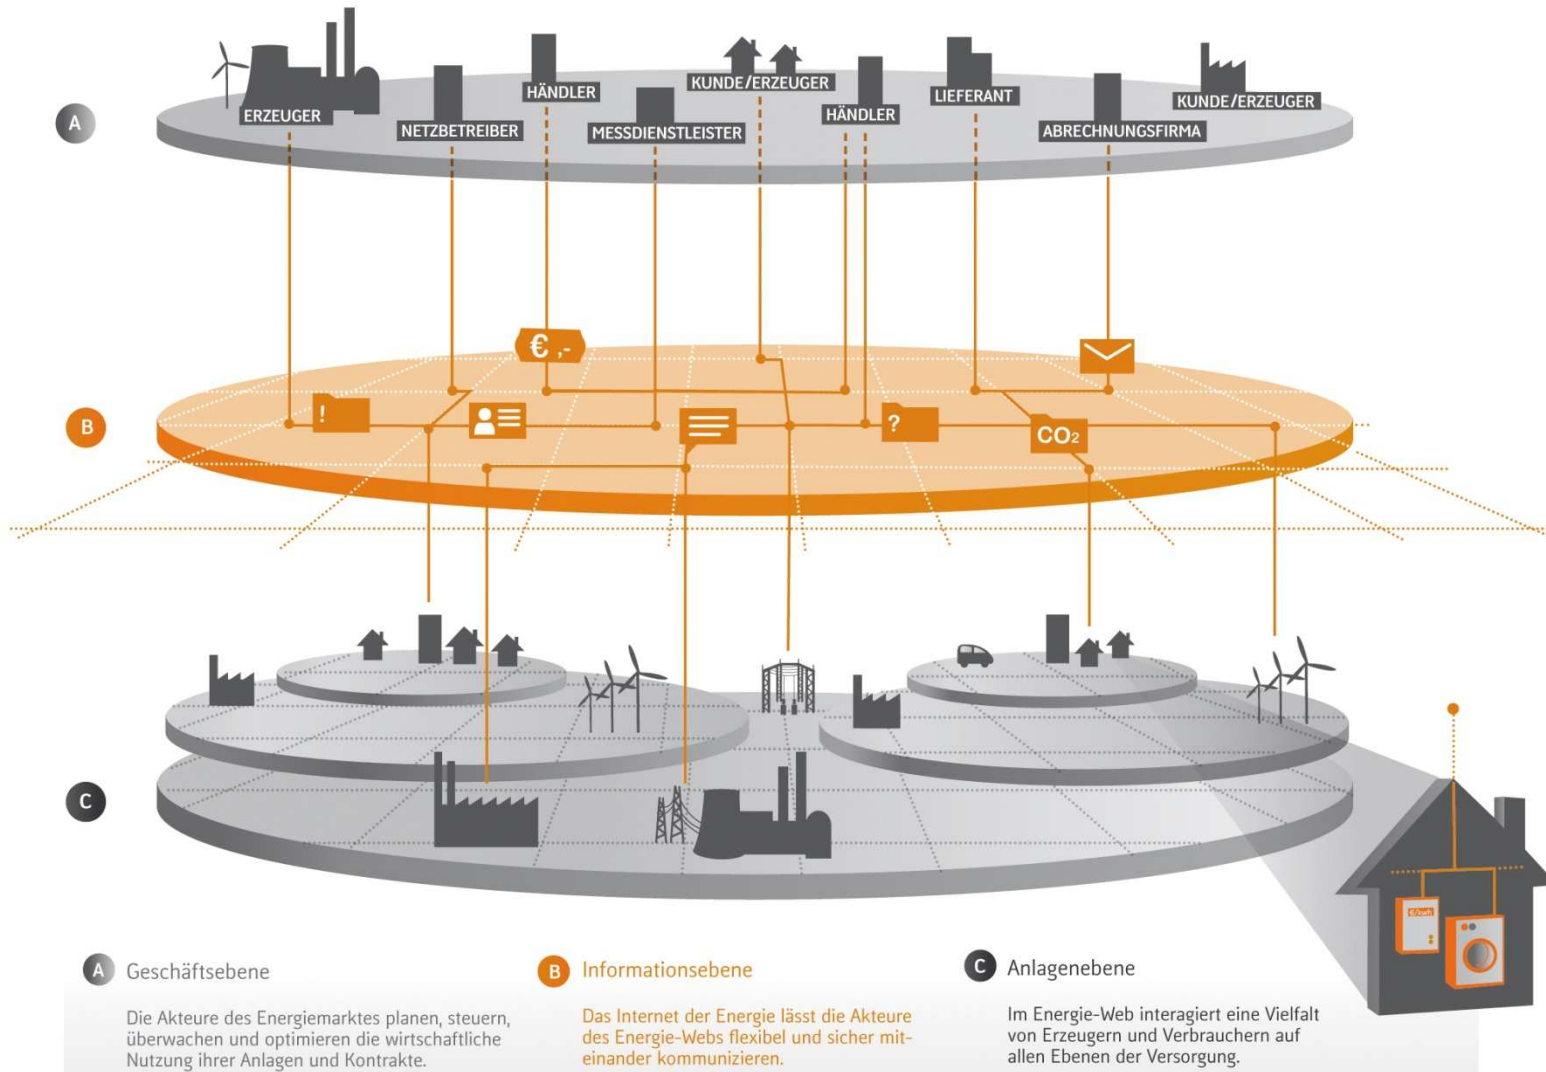 HÄNDLER
KUNDE/ERZEUGER
LIEFERANT
KUNDE/ERZEUGER
ERZEUGER
NETZBETREIBER
MESSDIENSTLEISTER
HÄNDLER
ABRECHNUNGSFIRMA
A
€ ,-
B
!
?
CO₂
C
A Geschäftsebene
Die Akteure des Energiemarktes planen, steuern,
überwachen und optimieren die wirtschaftliche
Nutzung ihrer Anlagen und Kontrakte.
B Informationsebene
Das Internet der Energie lässt die Akteure
des Energie-Webs flexibel und sicher mit-
einander kommunizieren.
C Anlagenebene
Im Energie-Web interagiert eine Vielfalt
von Erzeugern und Verbrauchern auf
allen Ebenen der Versorgung.